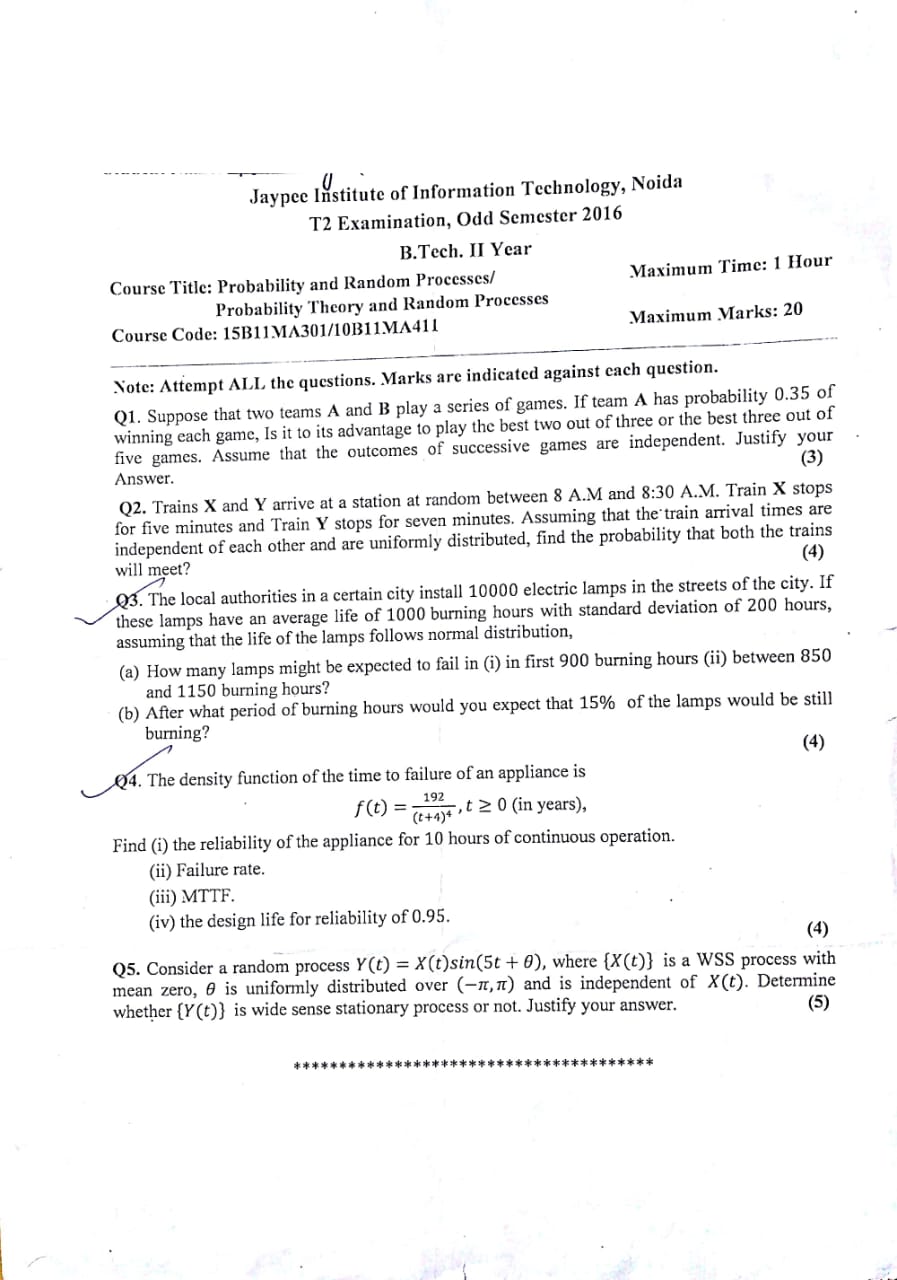 Jaypee Institute of Information Technology, Noida
T2 Examination, Odd Semester 2016
B.Tech. II Year
Course Title: Probability and Random Processes/
Maximum Time: 1 Hour
Probability Theory and Random Processes
Course Code: 15B11MA301/10B11MA411
Maximum Marks: 20
Note: Attempt ALL the questions. Marks are indicated against each question.
Q1. Suppose that two teams A and B play a series of games. If team A has probability 0.35 of
winning each game, Is it to its advantage to play the best two out of three or the best three out of
five games. Assume that the outcomes of successive games are independent. Justify your
Answer. (3)
Q2. Trains X and Y arrive at a station at random between 8 A.M and 8:30 A.M. Train X stops
for five minutes and Train Y stops for seven minutes. Assuming that the train arrival times are
independent of each other and are uniformly distributed, find the probability that both the trains
will meet? (4)
Q3. The local authorities in a certain city install 10000 electric lamps in the streets of the city. If
these lamps have an average life of 1000 burning hours with standard deviation of 200 hours,
assuming that the life of the lamps follows normal distribution,
(a) How many lamps might be expected to fail in (i) in first 900 burning hours (ii) between 850
and 1150 burning hours?
(b) After what period of burning hours would you expect that 15% of the lamps would be still
burning? (4)
Q4. The density function of the time to failure of an appliance is
f(t) = 192/(t+4)⁴ , t ≥ 0 (in years),
Find (i) the reliability of the appliance for 10 hours of continuous operation.
(ii) Failure rate.
(iii) MTTF.
(iv) the design life for reliability of 0.95. (4)
Q5. Consider a random process Y(t) = X(t)sin(5t + θ), where {X(t)} is a WSS process with
mean zero, θ is uniformly distributed over (−π, π) and is independent of X(t). Determine
whether {Y(t)} is wide sense stationary process or not. Justify your answer. (5)
****************************************